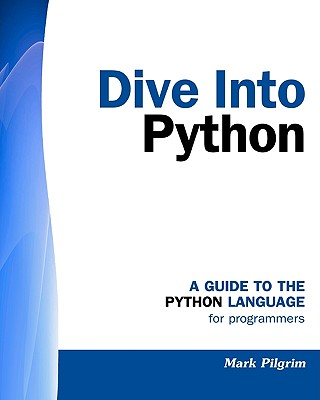 Dive Into
Python
A GUIDE TO THE
PYTHON LANGUAGE
for programmers
Mark Pilgrim